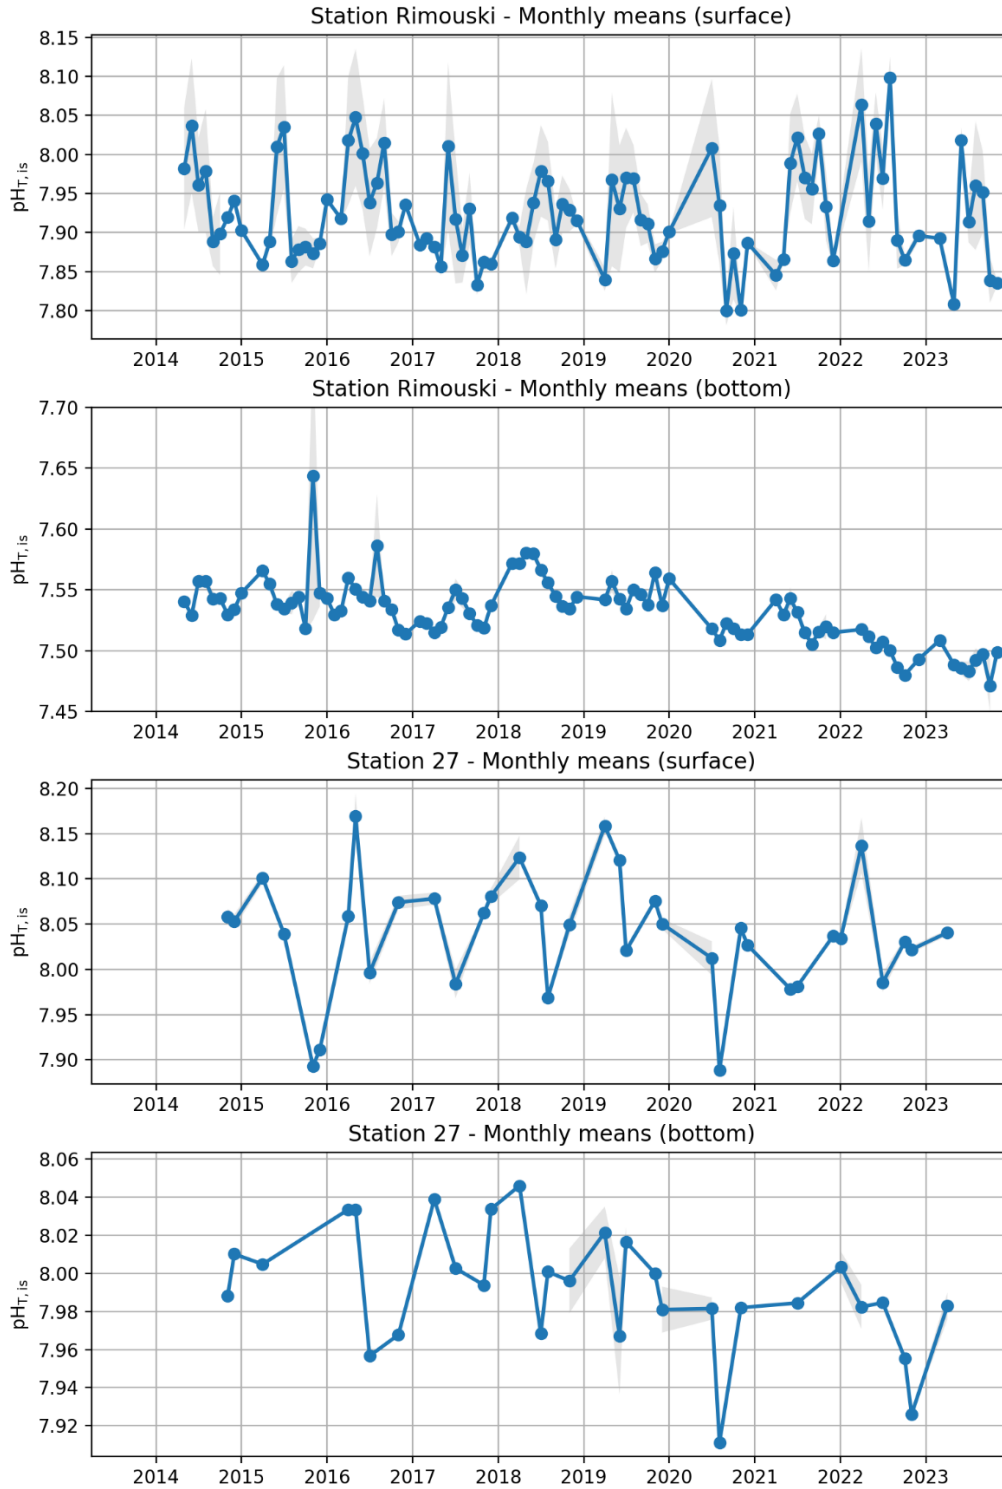 Station Rimouski - Monthly means (surface)
8.15
8.10
8.05
8.00
7.95
7.90
7.85
7.80
pHT,is
2014 2015 2016 2017 2018 2019 2020 2021 2022 2023
Station Rimouski - Monthly means (bottom)
7.70
7.65
7.60
7.55
7.50
7.45
pHT,is
2014 2015 2016 2017 2018 2019 2020 2021 2022 2023
Station 27 - Monthly means (surface)
8.20
8.15
8.10
8.05
8.00
7.95
7.90
pHT,is
2014 2015 2016 2017 2018 2019 2020 2021 2022 2023
Station 27 - Monthly means (bottom)
8.06
8.04
8.02
8.00
7.98
7.96
7.94
7.92
pHT,is
2014 2015 2016 2017 2018 2019 2020 2021 2022 2023